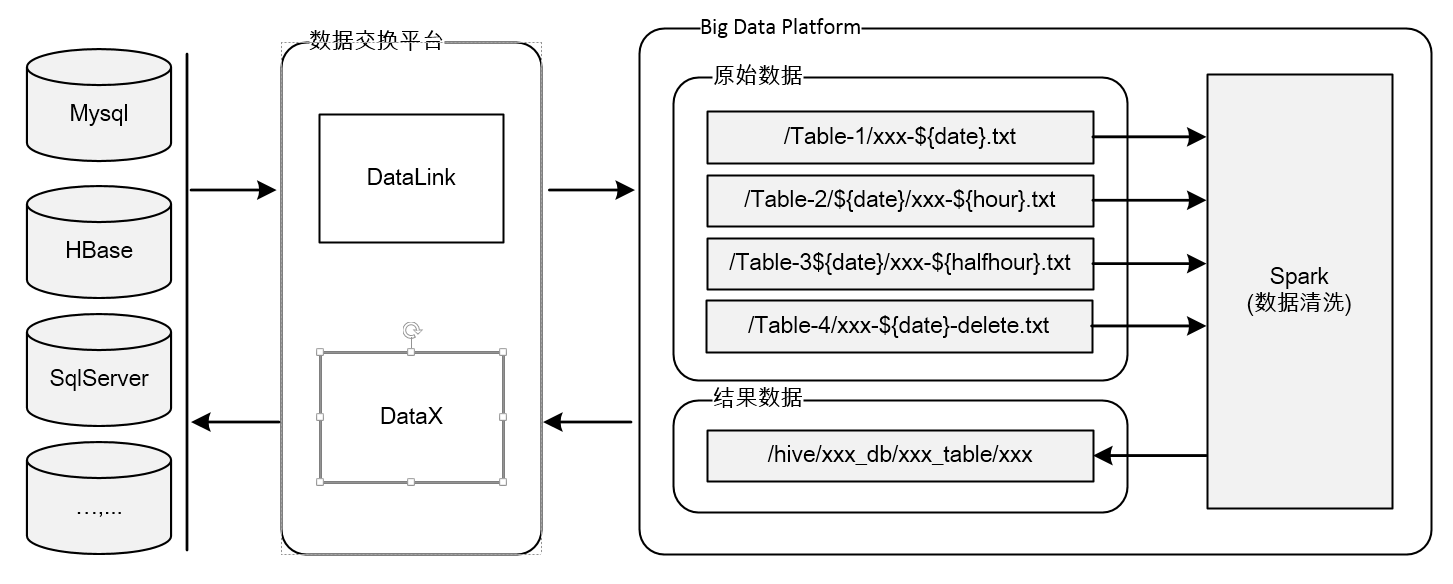 Mysql
HBase
SqlServer
…,...
数据交换平台
DataLink
DataX
Big Data Platform
原始数据
/Table-1/xxx-${date}.txt
/Table-2/${date}/xxx-${hour}.txt
/Table-3${date}/xxx-${halfhour}.txt
/Table-4/xxx-${date}-delete.txt
结果数据
/hive/xxx_db/xxx_table/xxx
Spark
(数据清洗)